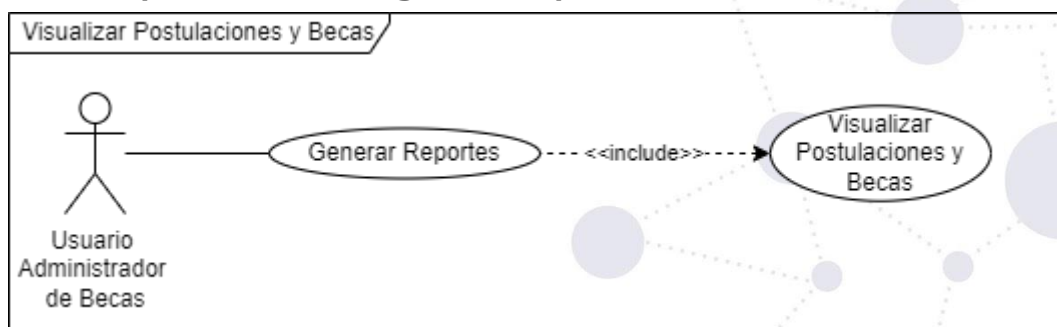 Visualizar Postulaciones y Becas
Generar Reportes
<<include>>
Visualizar
Postulaciones y
Becas
Usuario
Administrador
de Becas